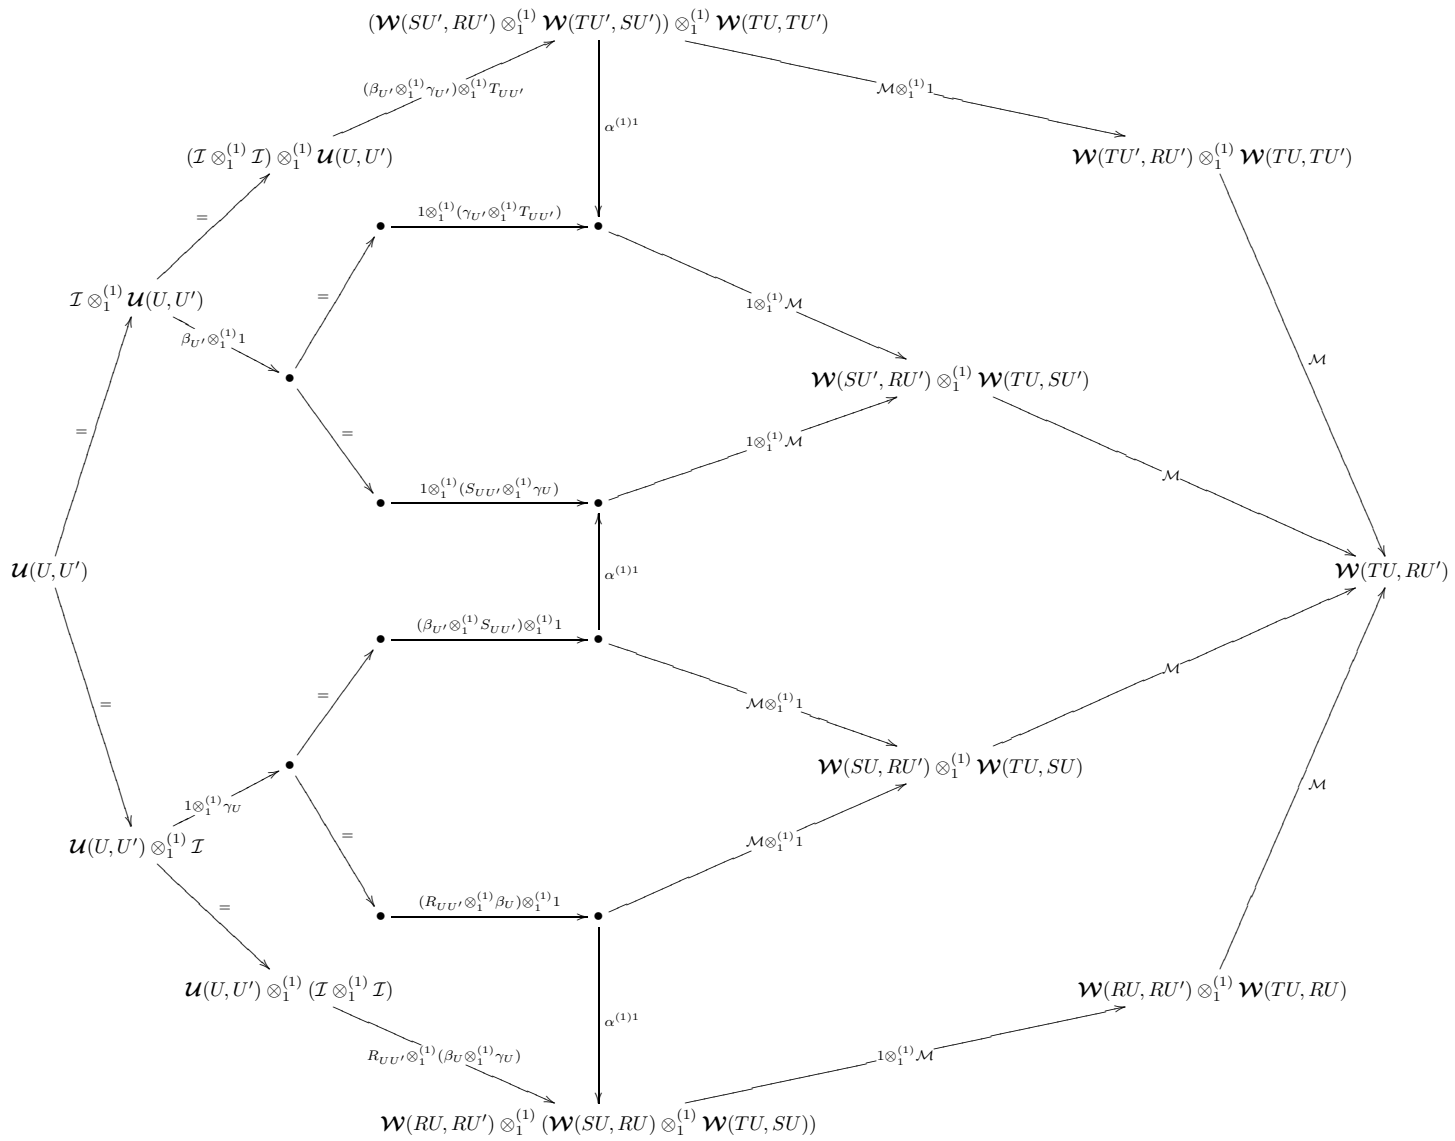 (𝓦(SU′, RU′) ⊗₁⁽¹⁾ 𝓦(TU′, SU′)) ⊗₁⁽¹⁾ 𝓦(TU, TU′)
(β_{U′}⊗₁⁽¹⁾γ_{U′})⊗₁⁽¹⁾T_{UU′}
ℳ⊗₁⁽¹⁾1
α⁽¹⁾¹
(ℐ ⊗₁⁽¹⁾ ℐ) ⊗₁⁽¹⁾ 𝓤(U, U′)
𝓦(TU′, RU′) ⊗₁⁽¹⁾ 𝓦(TU, TU′)
=
1⊗₁⁽¹⁾(γ_{U′}⊗₁⁽¹⁾T_{UU′})
ℐ ⊗₁⁽¹⁾ 𝓤(U, U′)
=
1⊗₁⁽¹⁾ℳ
β_{U′}⊗₁⁽¹⁾1
ℳ
𝓦(SU′, RU′) ⊗₁⁽¹⁾ 𝓦(TU, SU′)
=
=
1⊗₁⁽¹⁾ℳ
ℳ
1⊗₁⁽¹⁾(S_{UU′}⊗₁⁽¹⁾γ_U)
𝓤(U, U′)
α⁽¹⁾¹
𝓦(TU, RU′)
(β_{U′}⊗₁⁽¹⁾S_{UU′})⊗₁⁽¹⁾1
ℳ
=
=
ℳ⊗₁⁽¹⁾1
𝓦(SU, RU′) ⊗₁⁽¹⁾ 𝓦(TU, SU)
ℳ
1⊗₁⁽¹⁾γ_U
=
ℳ⊗₁⁽¹⁾1
𝓤(U, U′) ⊗₁⁽¹⁾ ℐ
(R_{UU′}⊗₁⁽¹⁾β_U)⊗₁⁽¹⁾1
=
𝓤(U, U′) ⊗₁⁽¹⁾ (ℐ ⊗₁⁽¹⁾ ℐ)
𝓦(RU, RU′) ⊗₁⁽¹⁾ 𝓦(TU, RU)
α⁽¹⁾¹
R_{UU′}⊗₁⁽¹⁾(β_U⊗₁⁽¹⁾γ_U)
1⊗₁⁽¹⁾ℳ
𝓦(RU, RU′) ⊗₁⁽¹⁾ (𝓦(SU, RU) ⊗₁⁽¹⁾ 𝓦(TU, SU))